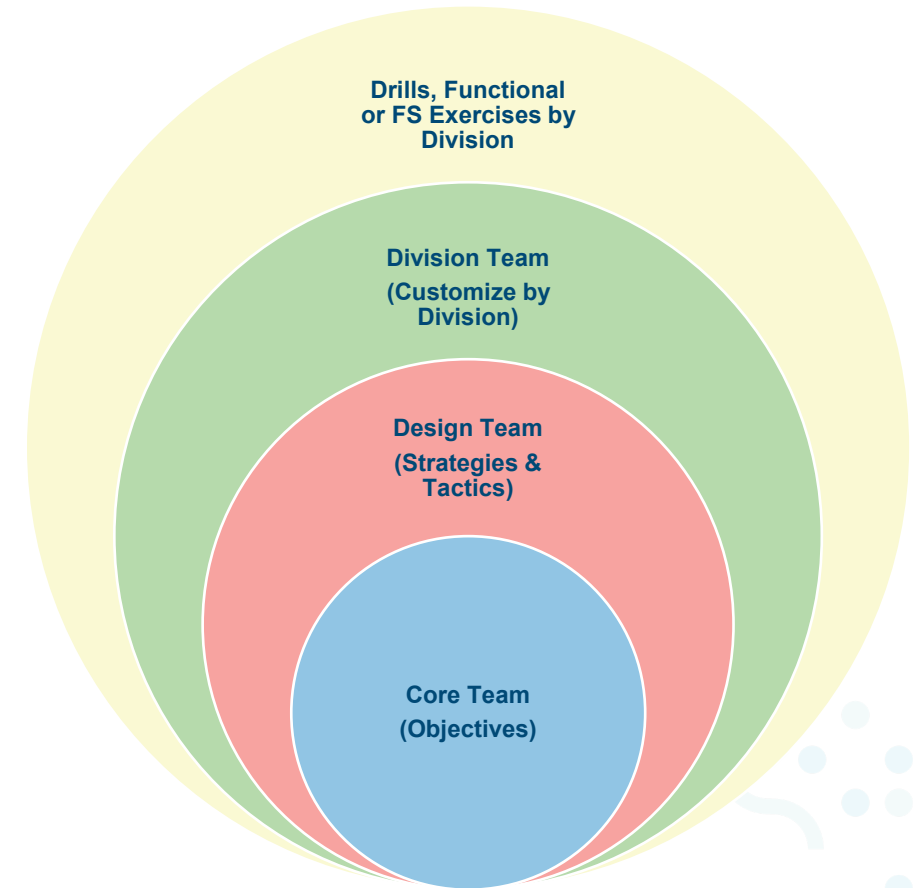 Drills, Functional
or FS Exercises by
Division
Division Team
(Customize by
Division)
Design Team
(Strategies &
Tactics)
Core Team
(Objectives)